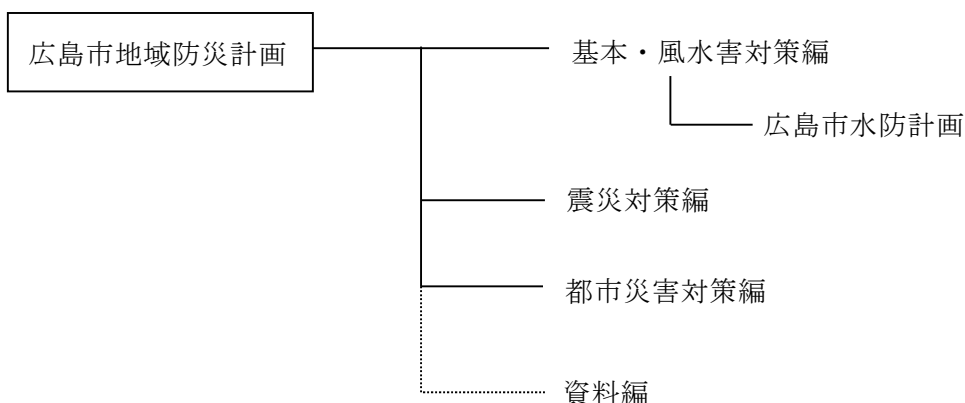 広島市地域防災計画
基本・風水害対策編
広島市水防計画
震災対策編
都市災害対策編
資料編